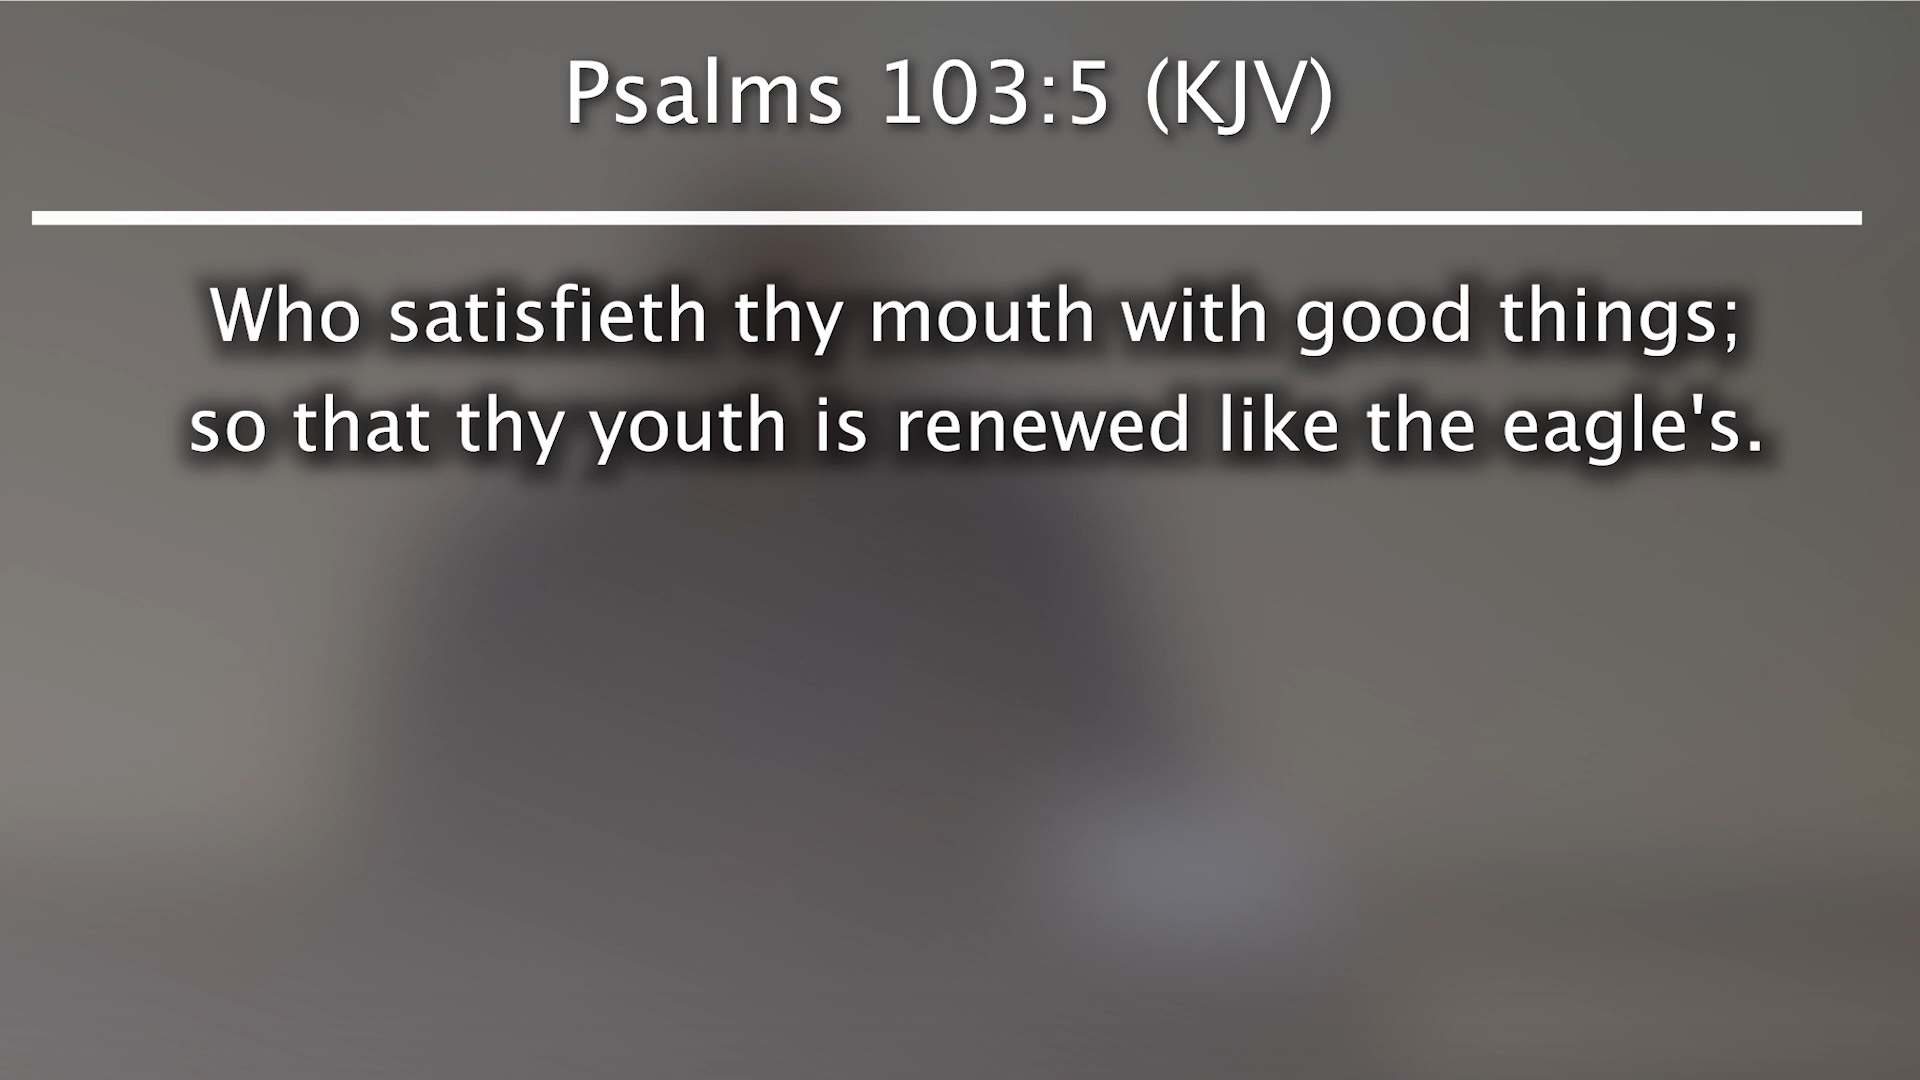 Psalms 103:5 (KJV)
Who satisfieth thy mouth with good things;
so that thy youth is renewed like the eagle's.